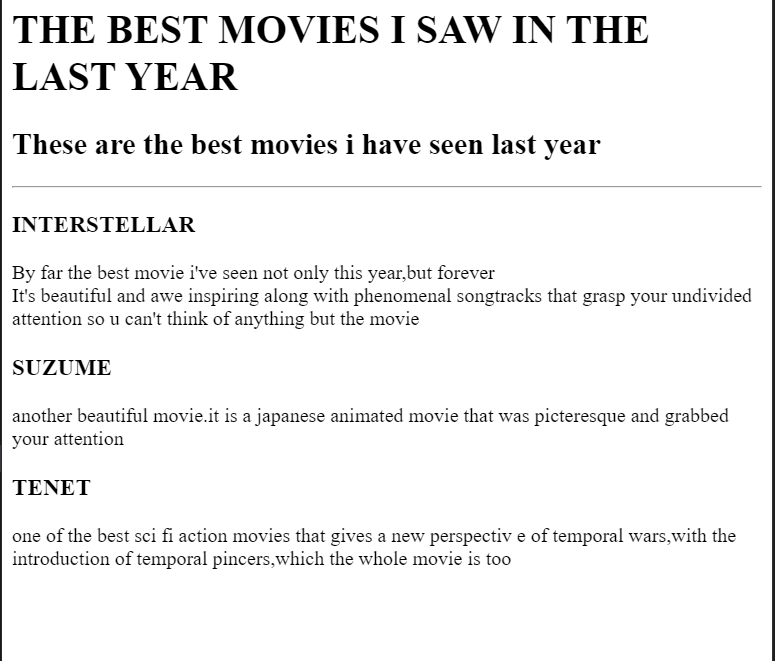 THE BEST MOVIES I SAW IN THE
LAST YEAR
These are the best movies i have seen last year
INTERSTELLAR
By far the best movie i've seen not only this year,but forever
It's beautiful and awe inspiring along with phenomenal songtracks that grasp your undivided
attention so u can't think of anything but the movie
SUZUME
another beautiful movie.it is a japanese animated movie that was picteresque and grabbed
your attention
TENET
one of the best sci fi action movies that gives a new perspectiv e of temporal wars,with the
introduction of temporal pincers,which the whole movie is too